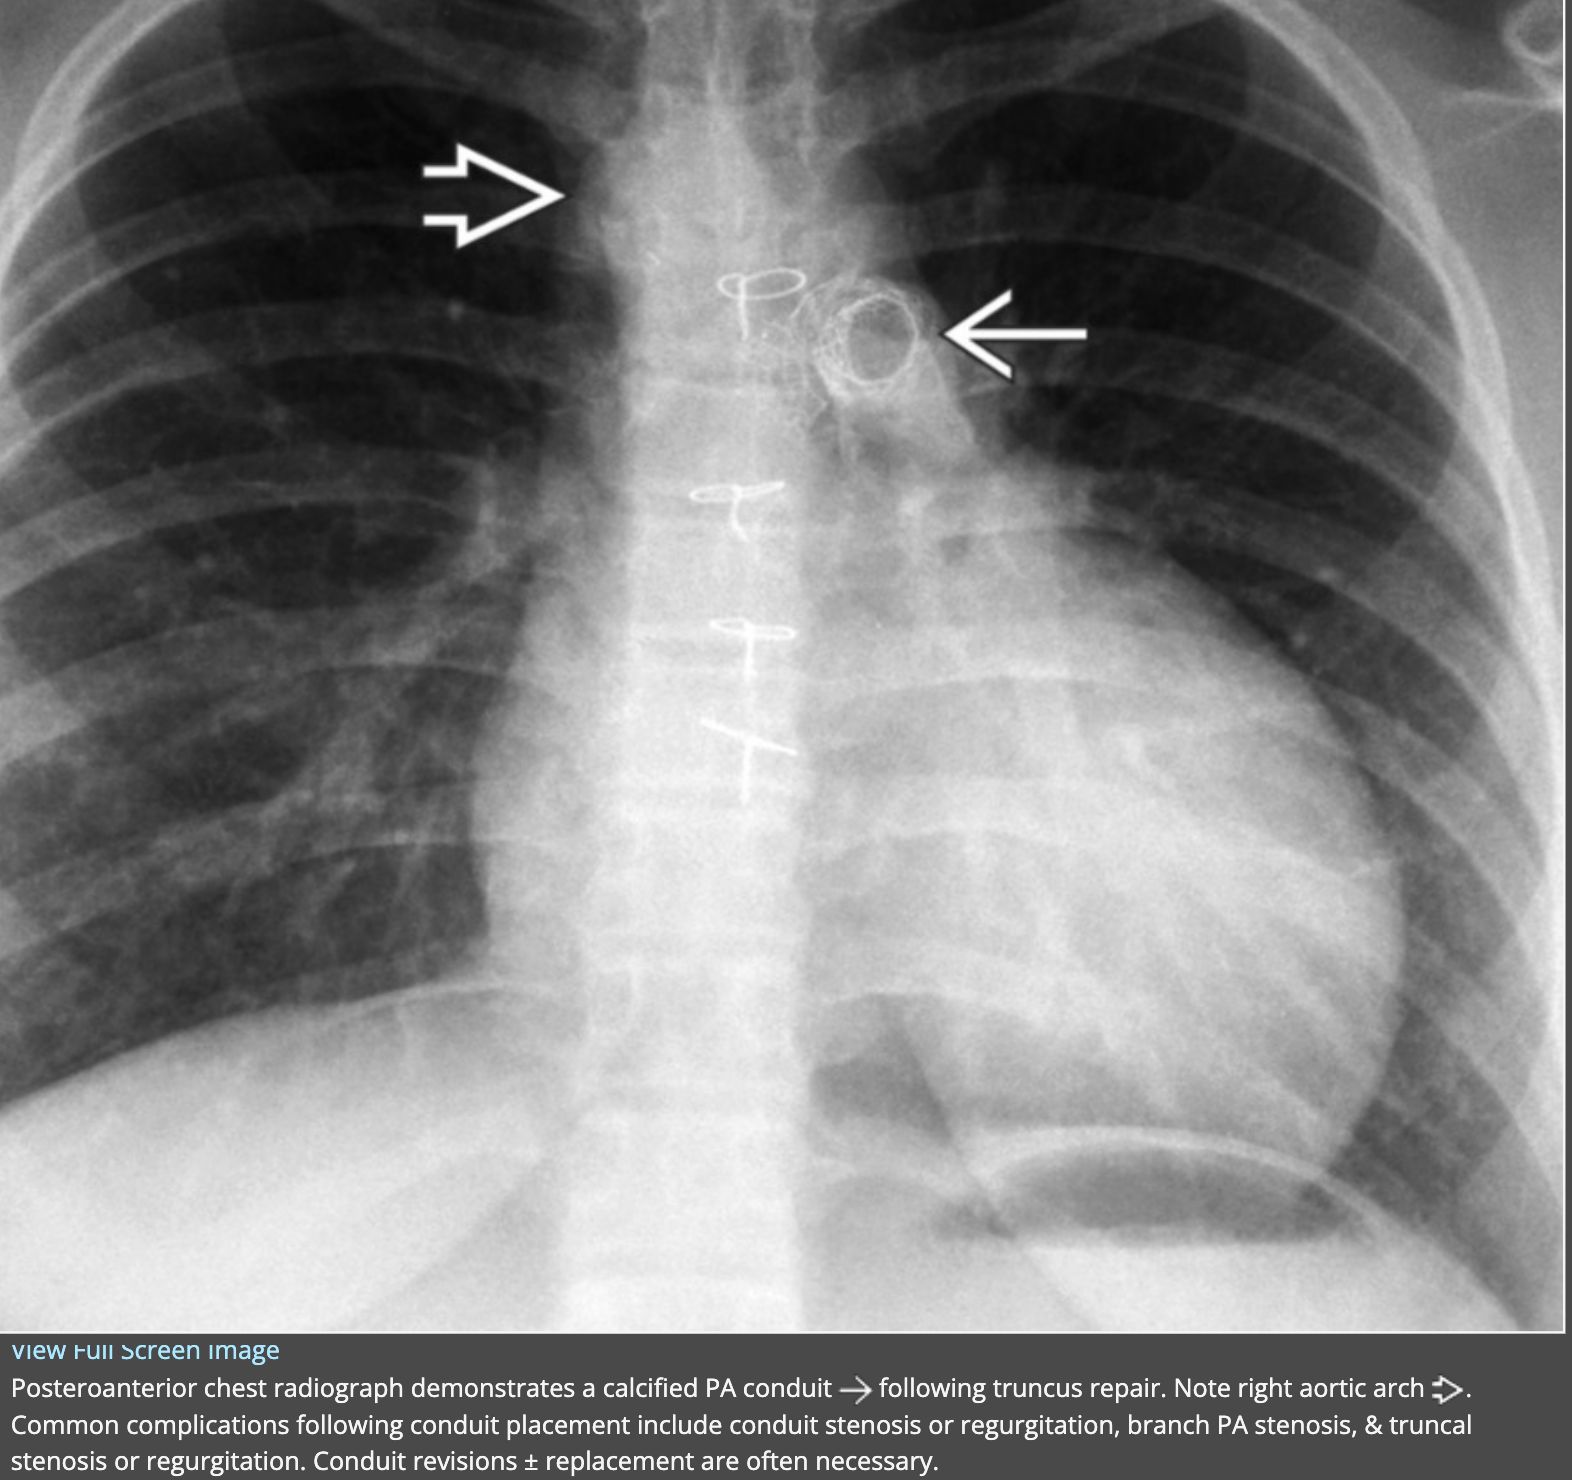 View Full Screen Image
Posteroanterior chest radiograph demonstrates a calcified PA conduit → following truncus repair. Note right aortic arch ⇨.
Common complications following conduit placement include conduit stenosis or regurgitation, branch PA stenosis, & truncal
stenosis or regurgitation. Conduit revisions ± replacement are often necessary.